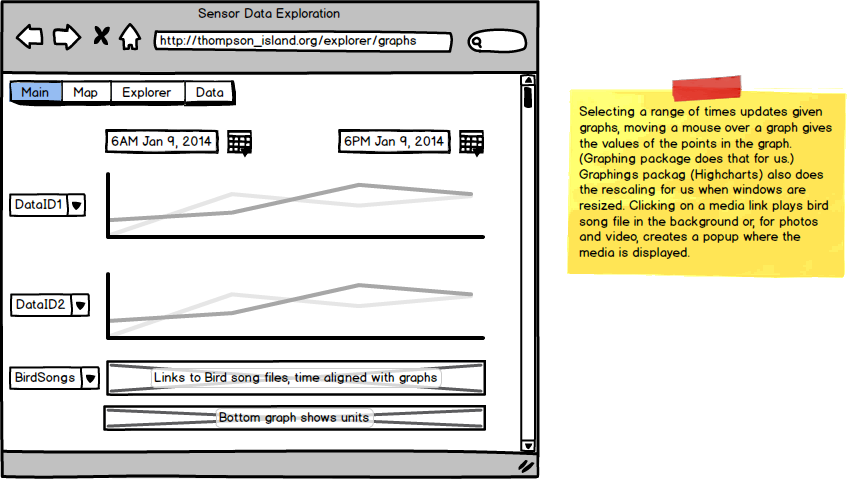 Sensor Data Exploration
http://thompson_island.org/explorer/graphs
Main Map Explorer Data
6AM Jan 9, 2014 6PM Jan 9, 2014
DataID1
DataID2
BirdSongs Links to Bird song files, time aligned with graphs
Bottom graph shows units
Selecting a range of times updates given
graphs, moving a mouse over a graph gives
the values of the points in the graph.
(Graphing package does that for us.)
Graphings packag (Highcharts) also does
the rescaling for us when windows are
resized. Clicking on a media link plays bird
song file in the background or, for photos
and video, creates a popup where the
media is displayed.